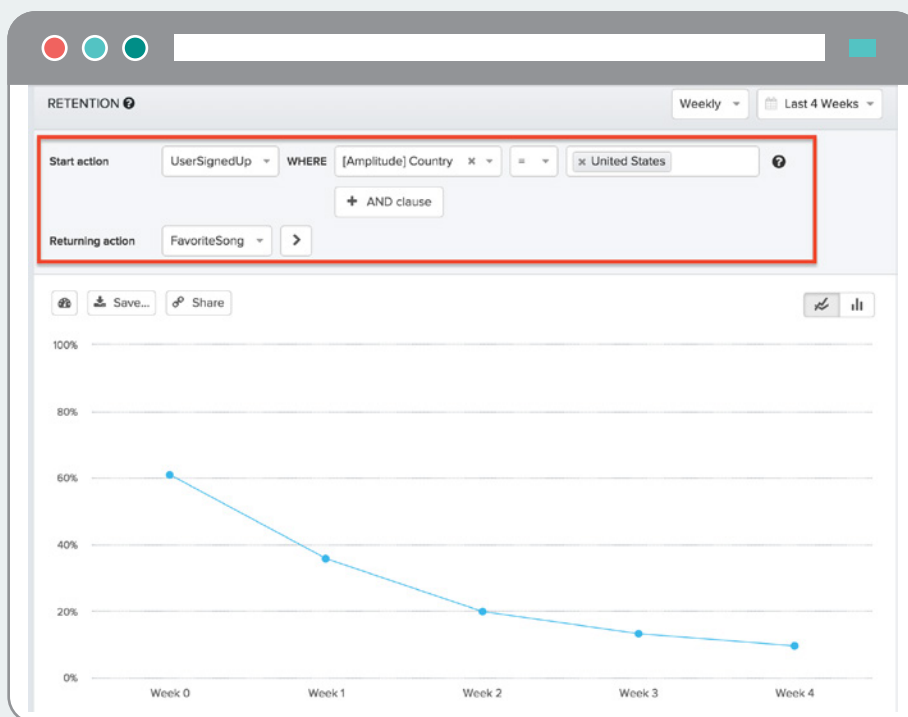 RETENTION ?
Weekly
Last 4 Weeks
Start action UserSignedUp WHERE [Amplitude] Country × = × United States ?
+ AND clause
Returning action FavoriteSong >
Save... Share
100%
80%
60%
40%
20%
0%
Week 0 Week 1 Week 2 Week 3 Week 4